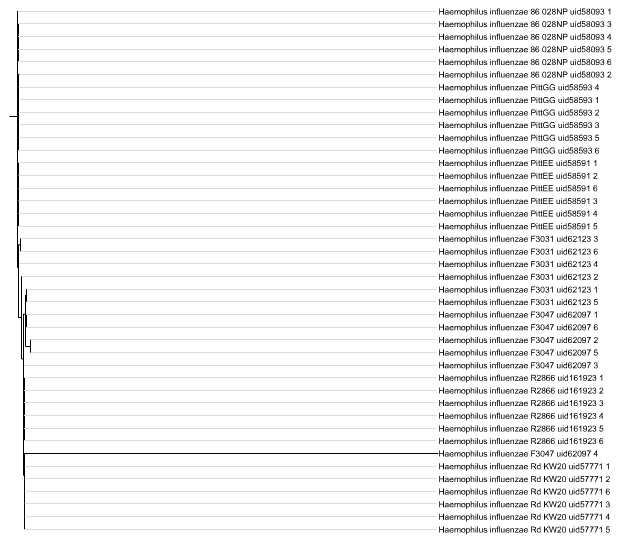 Haemophilus influenzae 86 028NP uid58093 1
Haemophilus influenzae 86 028NP uid58093 3
Haemophilus influenzae 86 028NP uid58093 4
Haemophilus influenzae 86 028NP uid58093 5
Haemophilus influenzae 86 028NP uid58093 6
Haemophilus influenzae 86 028NP uid58093 2
Haemophilus influenzae PittGG uid58593 4
Haemophilus influenzae PittGG uid58593 1
Haemophilus influenzae PittGG uid58593 2
Haemophilus influenzae PittGG uid58593 3
Haemophilus influenzae PittGG uid58593 5
Haemophilus influenzae PittGG uid58593 6
Haemophilus influenzae PittEE uid58591 1
Haemophilus influenzae PittEE uid58591 2
Haemophilus influenzae PittEE uid58591 6
Haemophilus influenzae PittEE uid58591 3
Haemophilus influenzae PittEE uid58591 4
Haemophilus influenzae PittEE uid58591 5
Haemophilus influenzae F3031 uid62123 3
Haemophilus influenzae F3031 uid62123 6
Haemophilus influenzae F3031 uid62123 4
Haemophilus influenzae F3031 uid62123 2
Haemophilus influenzae F3031 uid62123 1
Haemophilus influenzae F3031 uid62123 5
Haemophilus influenzae F3047 uid62097 1
Haemophilus influenzae F3047 uid62097 6
Haemophilus influenzae F3047 uid62097 2
Haemophilus influenzae F3047 uid62097 5
Haemophilus influenzae F3047 uid62097 3
Haemophilus influenzae R2866 uid161923 1
Haemophilus influenzae R2866 uid161923 2
Haemophilus influenzae R2866 uid161923 3
Haemophilus influenzae R2866 uid161923 4
Haemophilus influenzae R2866 uid161923 5
Haemophilus influenzae R2866 uid161923 6
Haemophilus influenzae F3047 uid62097 4
Haemophilus influenzae Rd KW20 uid57771 1
Haemophilus influenzae Rd KW20 uid57771 2
Haemophilus influenzae Rd KW20 uid57771 6
Haemophilus influenzae Rd KW20 uid57771 3
Haemophilus influenzae Rd KW20 uid57771 4
Haemophilus influenzae Rd KW20 uid57771 5